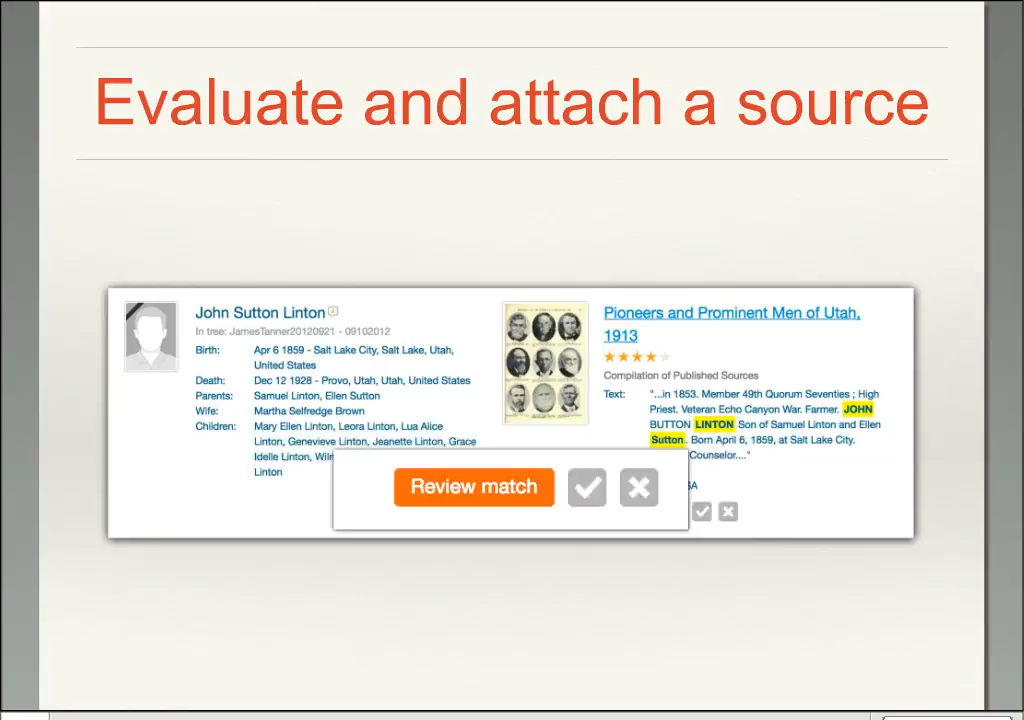 Evaluate and attach a source
John Sutton Linton
In tree: JamesTanner20120921 - 09102012
Birth: Apr 6 1859 - Salt Lake City, Salt Lake, Utah,
United States
Death: Dec 12 1928 - Provo, Utah, Utah, United States
Parents: Samuel Linton, Ellen Sutton
Wife: Martha Selfredge Brown
Children: Mary Ellen Linton, Leora Linton, Lua Alice
Linton, Genevieve Linton, Jeanette Linton, Grace
Idelle Linton,
Linton
Pioneers and Prominent Men of Utah,
1913
Compilation of Published Sources
Text: "...in 1853. Member 49th Quorum Seventies ; High
Priest. Veteran Echo Canyon War. Farmer. JOHN
BUTTON LINTON Son of Samuel Linton and Ellen
Sutton. Born April 6, 1859, at Salt Lake City.
Counselor...."
Review match